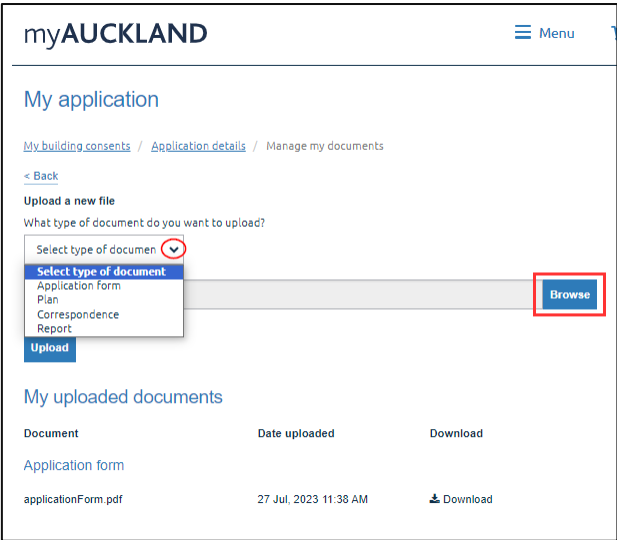 myAUCKLAND
Menu
My application
My building consents / Application details / Manage my documents
< Back
Upload a new file
What type of document do you want to upload?
Select type of documen
Select type of document
Application form
Plan
Correspondence
Report
Browse
Upload
My uploaded documents
Document Date uploaded Download
Application form
applicationForm.pdf 27 Jul, 2023 11:38 AM Download